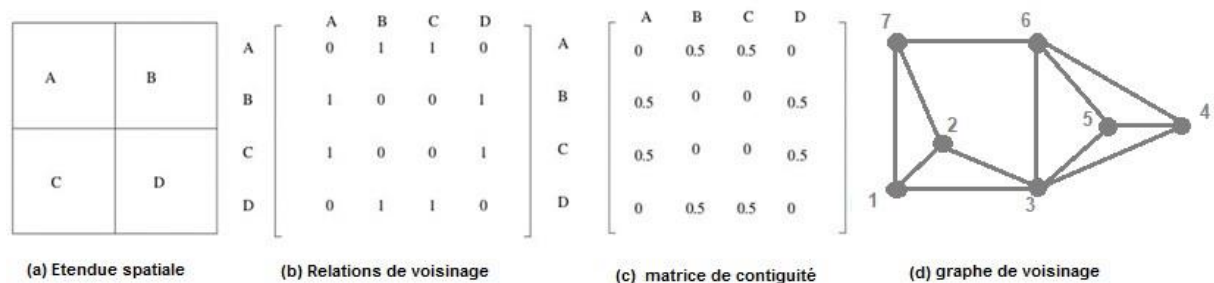 A B
C D
(a) Etendue spatiale
A B C D
A 0 1 1 0
B 1 0 0 1
C 1 0 0 1
D 0 1 1 0
(b) Relations de voisinage
A B C D
A 0 0.5 0.5 0
B 0.5 0 0 0.5
C 0.5 0 0 0.5
D 0 0.5 0.5 0
(c) matrice de contiguité
7 6
2 5 4
1 3
(d) graphe de voisinage